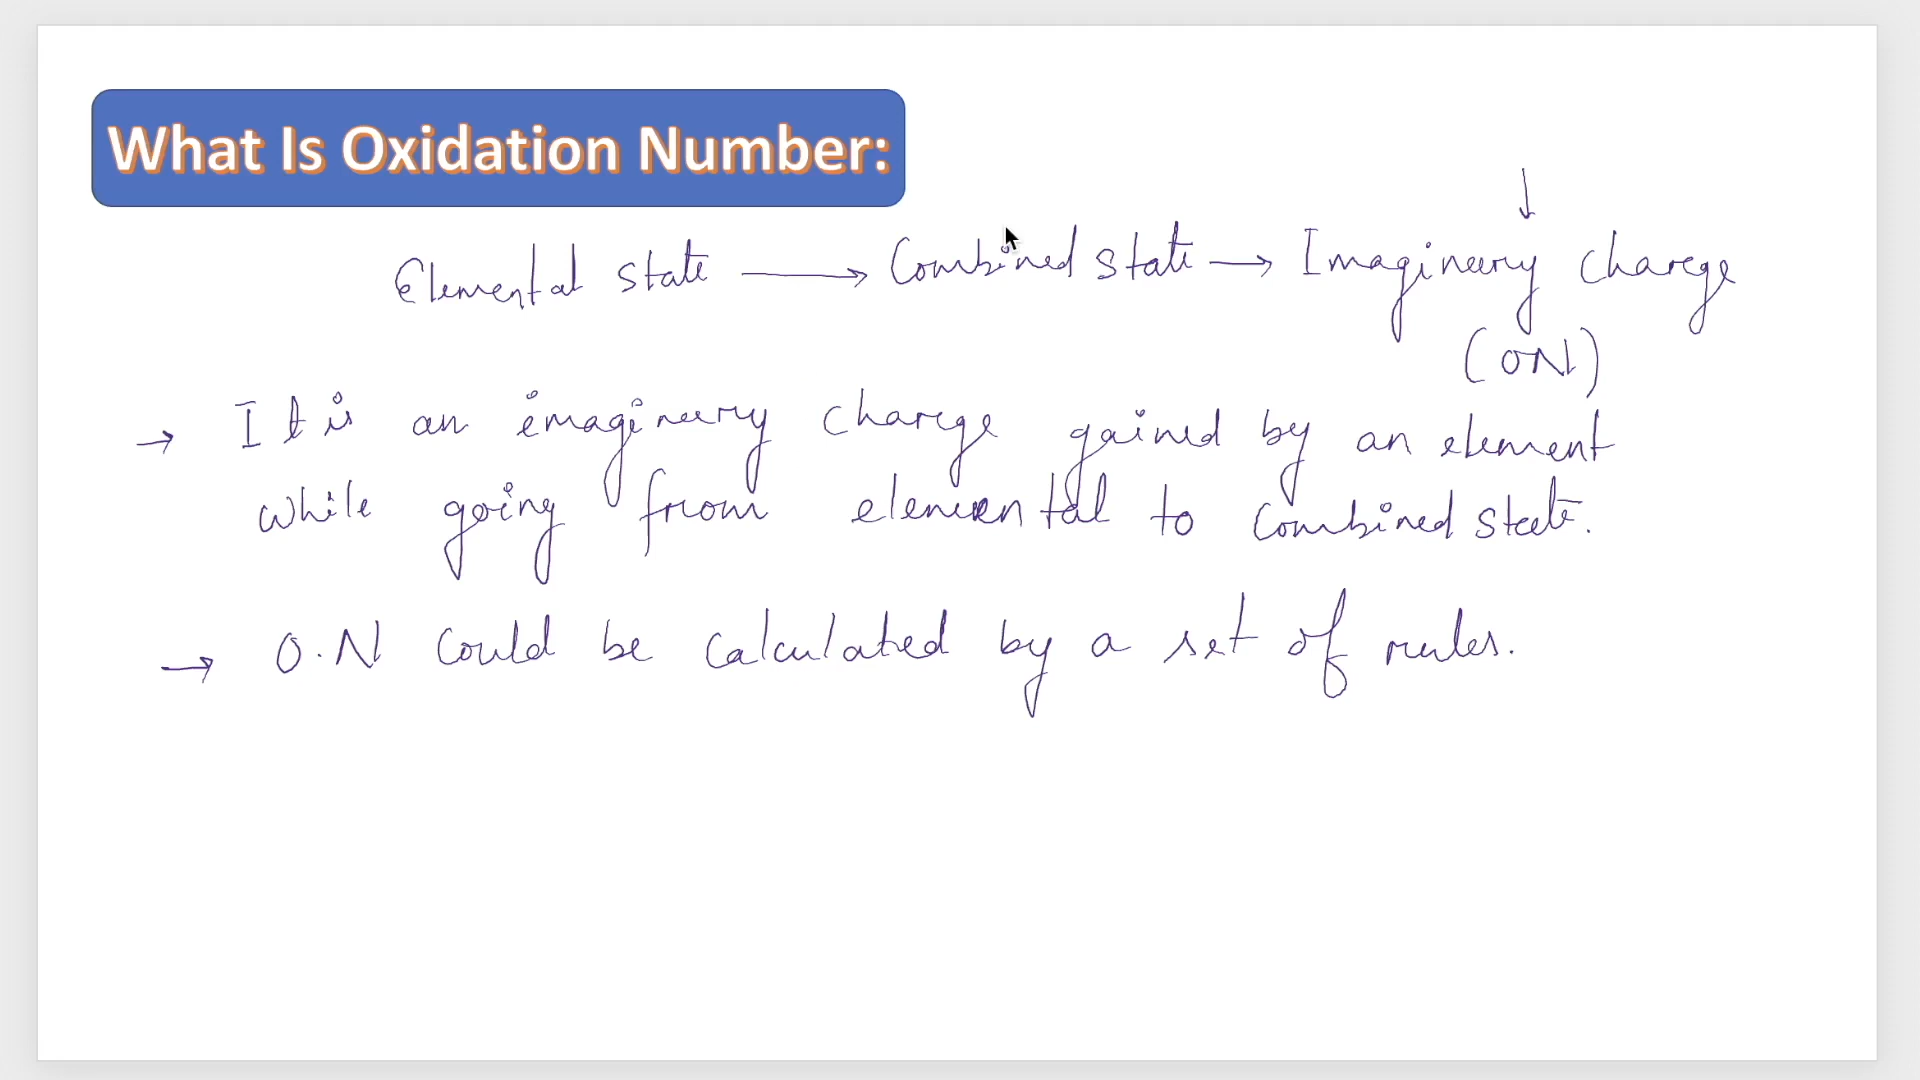 What Is Oxidation Number:
Elemental state → Combined state → Imaginary charge
(ON)
→ It is an imaginary charge gained by an element
while going from elemental to combined state.
→ O.N could be calculated by a set of rules.